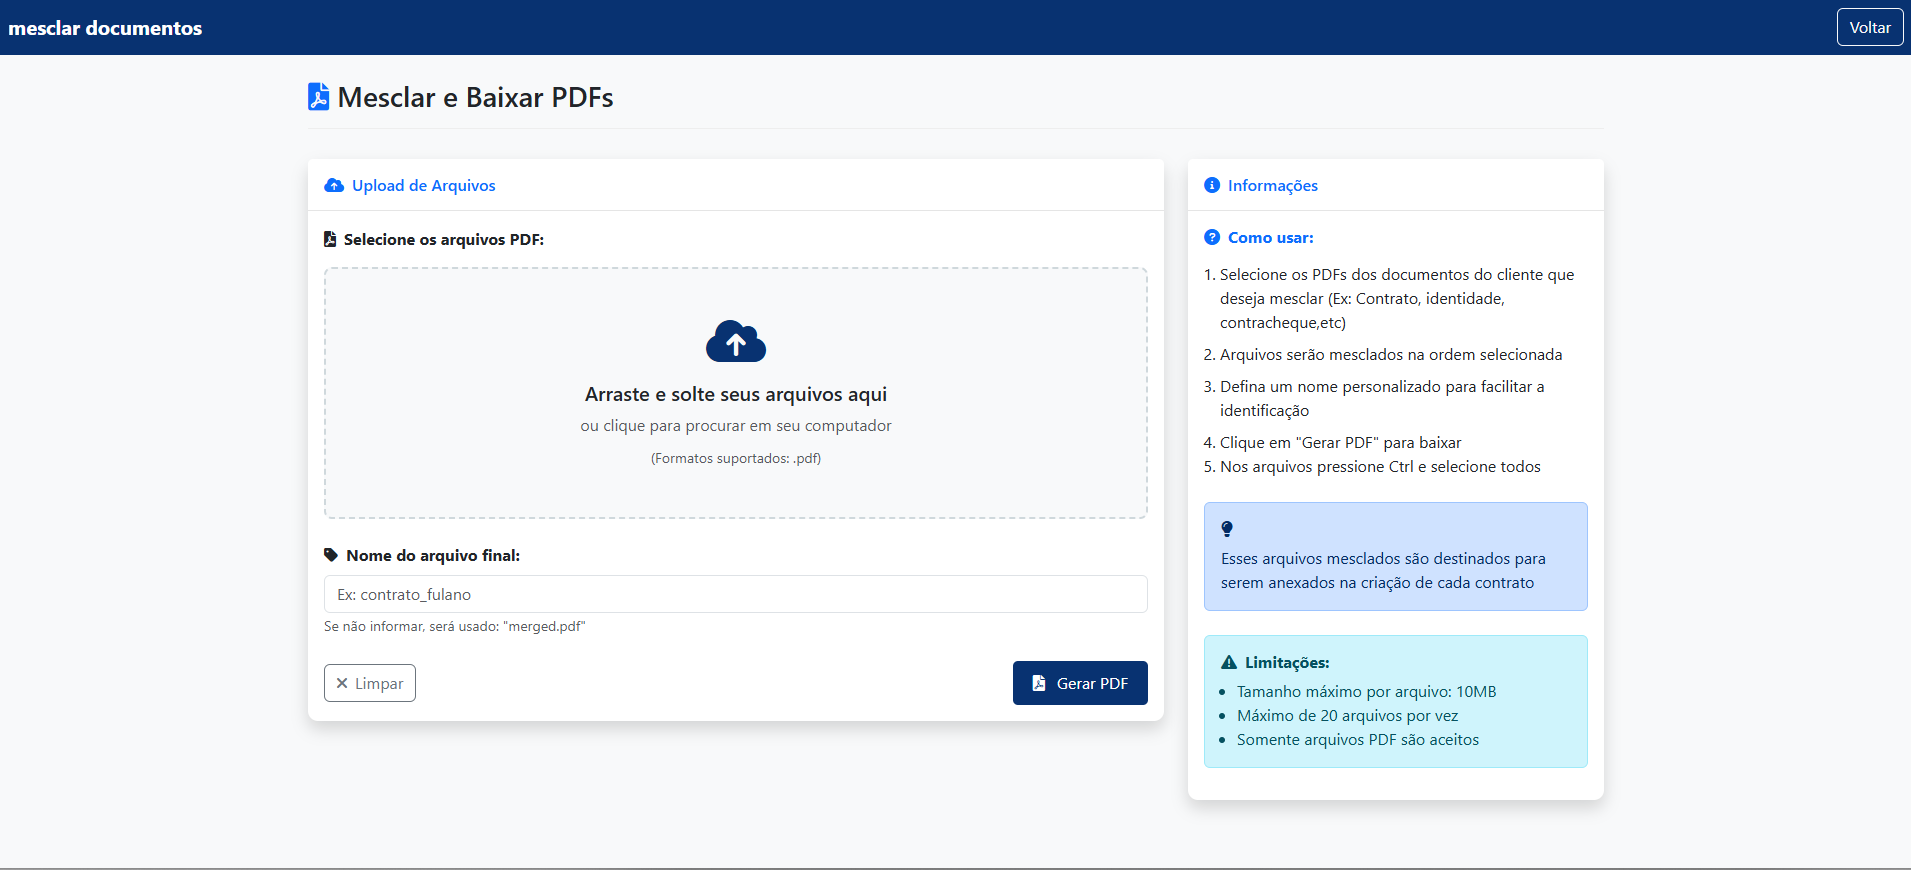 mesclar documentos
Voltar
Mesclar e Baixar PDFs
Upload de Arquivos
Selecione os arquivos PDF:
Arraste e solte seus arquivos aqui
ou clique para procurar em seu computador
(Formatos suportados: .pdf)
Nome do arquivo final:
Ex: contrato_fulano
Se não informar, será usado: "merged.pdf"
Limpar
Gerar PDF
Informações
Como usar:
1. Selecione os PDFs dos documentos do cliente que
deseja mesclar (Ex: Contrato, identidade,
contracheque,etc)
2. Arquivos serão mesclados na ordem selecionada
3. Defina um nome personalizado para facilitar a
identificação
4. Clique em "Gerar PDF" para baixar
5. Nos arquivos pressione Ctrl e selecione todos
Esses arquivos mesclados são destinados para
serem anexados na criação de cada contrato
Limitações:
• Tamanho máximo por arquivo: 10MB
• Máximo de 20 arquivos por vez
• Somente arquivos PDF são aceitos